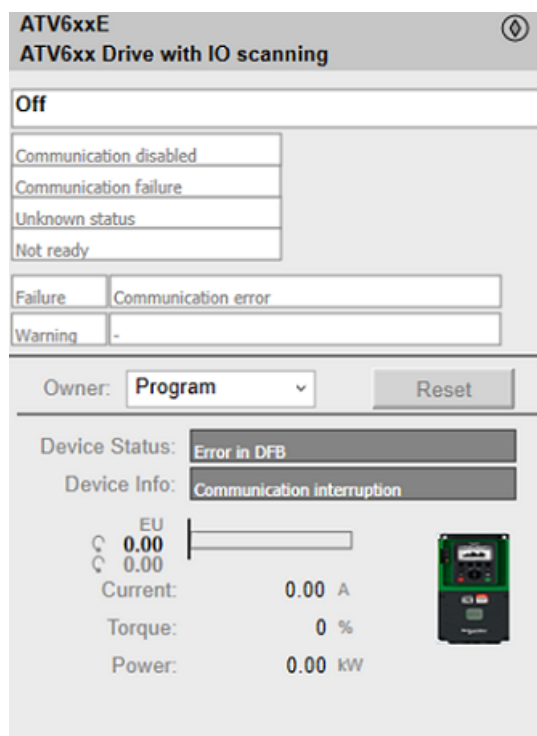 ATV6xxE
ATV6xx Drive with IO scanning
Off
Communication disabled
Communication failure
Unknown status
Not ready
Failure Communication error
Warning -
Owner: Program Reset
Device Status: Error in DFB
Device Info: Communication interruption
EU
0.00
0.00
Current: 0.00 A
Torque: 0 %
Power: 0.00 kW